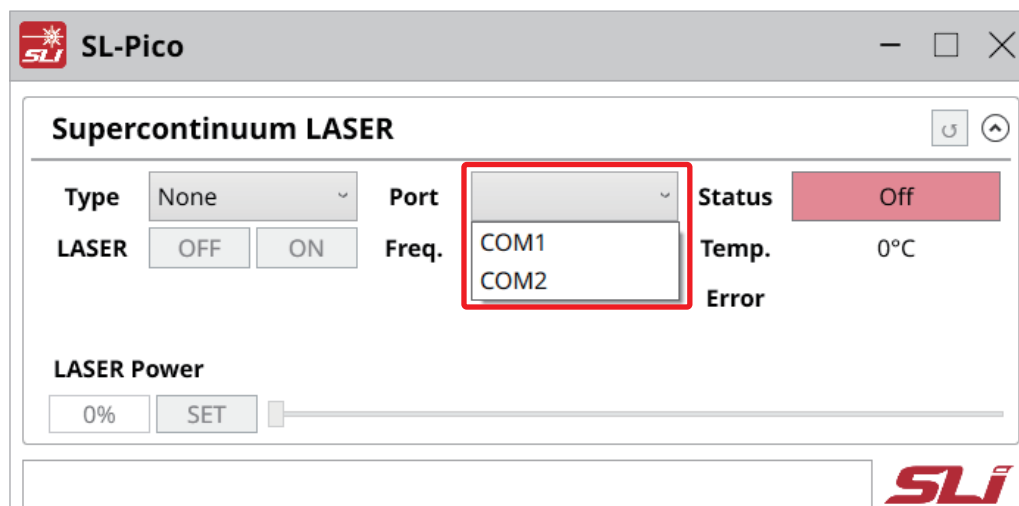 SLi SL-Pico
Supercontinuum LASER
Type None Port Status Off
LASER OFF ON Freq. COM1 Temp. 0°C
COM2
Error
LASER Power
0% SET
SLi